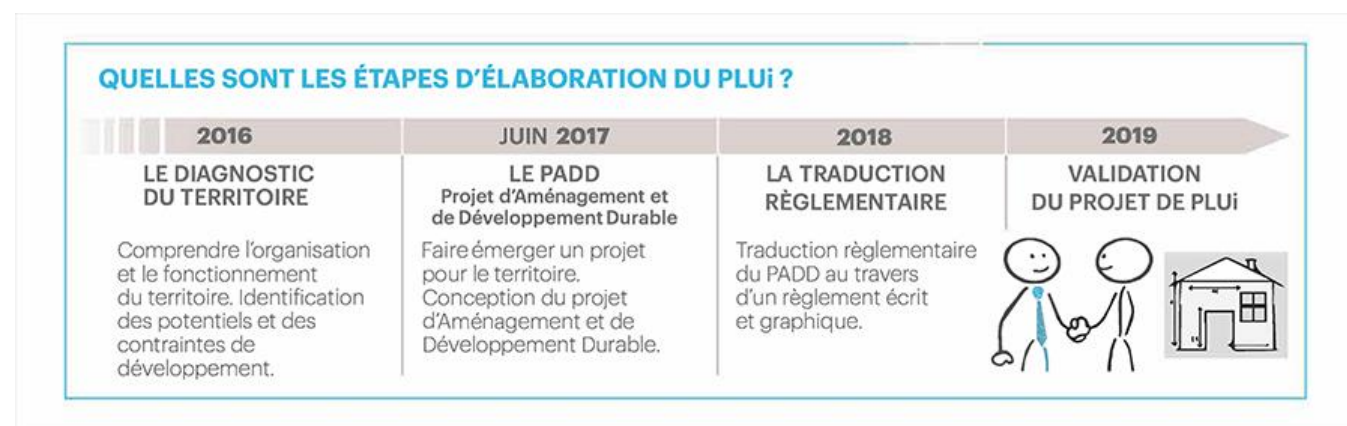 QUELLES SONT LES ÉTAPES D'ÉLABORATION DU PLUi ?
2016
LE DIAGNOSTIC
DU TERRITOIRE
Comprendre l'organisation
et le fonctionnement
du territoire. Identification
des potentiels et des
contraintes de
développement.
JUIN 2017
LE PADD
Projet d'Aménagement et
de Développement Durable
Faire émerger un projet
pour le territoire.
Conception du projet
d'Aménagement et de
Développement Durable.
2018
LA TRADUCTION
RÈGLEMENTAIRE
Traduction règlementaire
du PADD au travers
d'un règlement écrit
et graphique.
2019
VALIDATION
DU PROJET DE PLUi